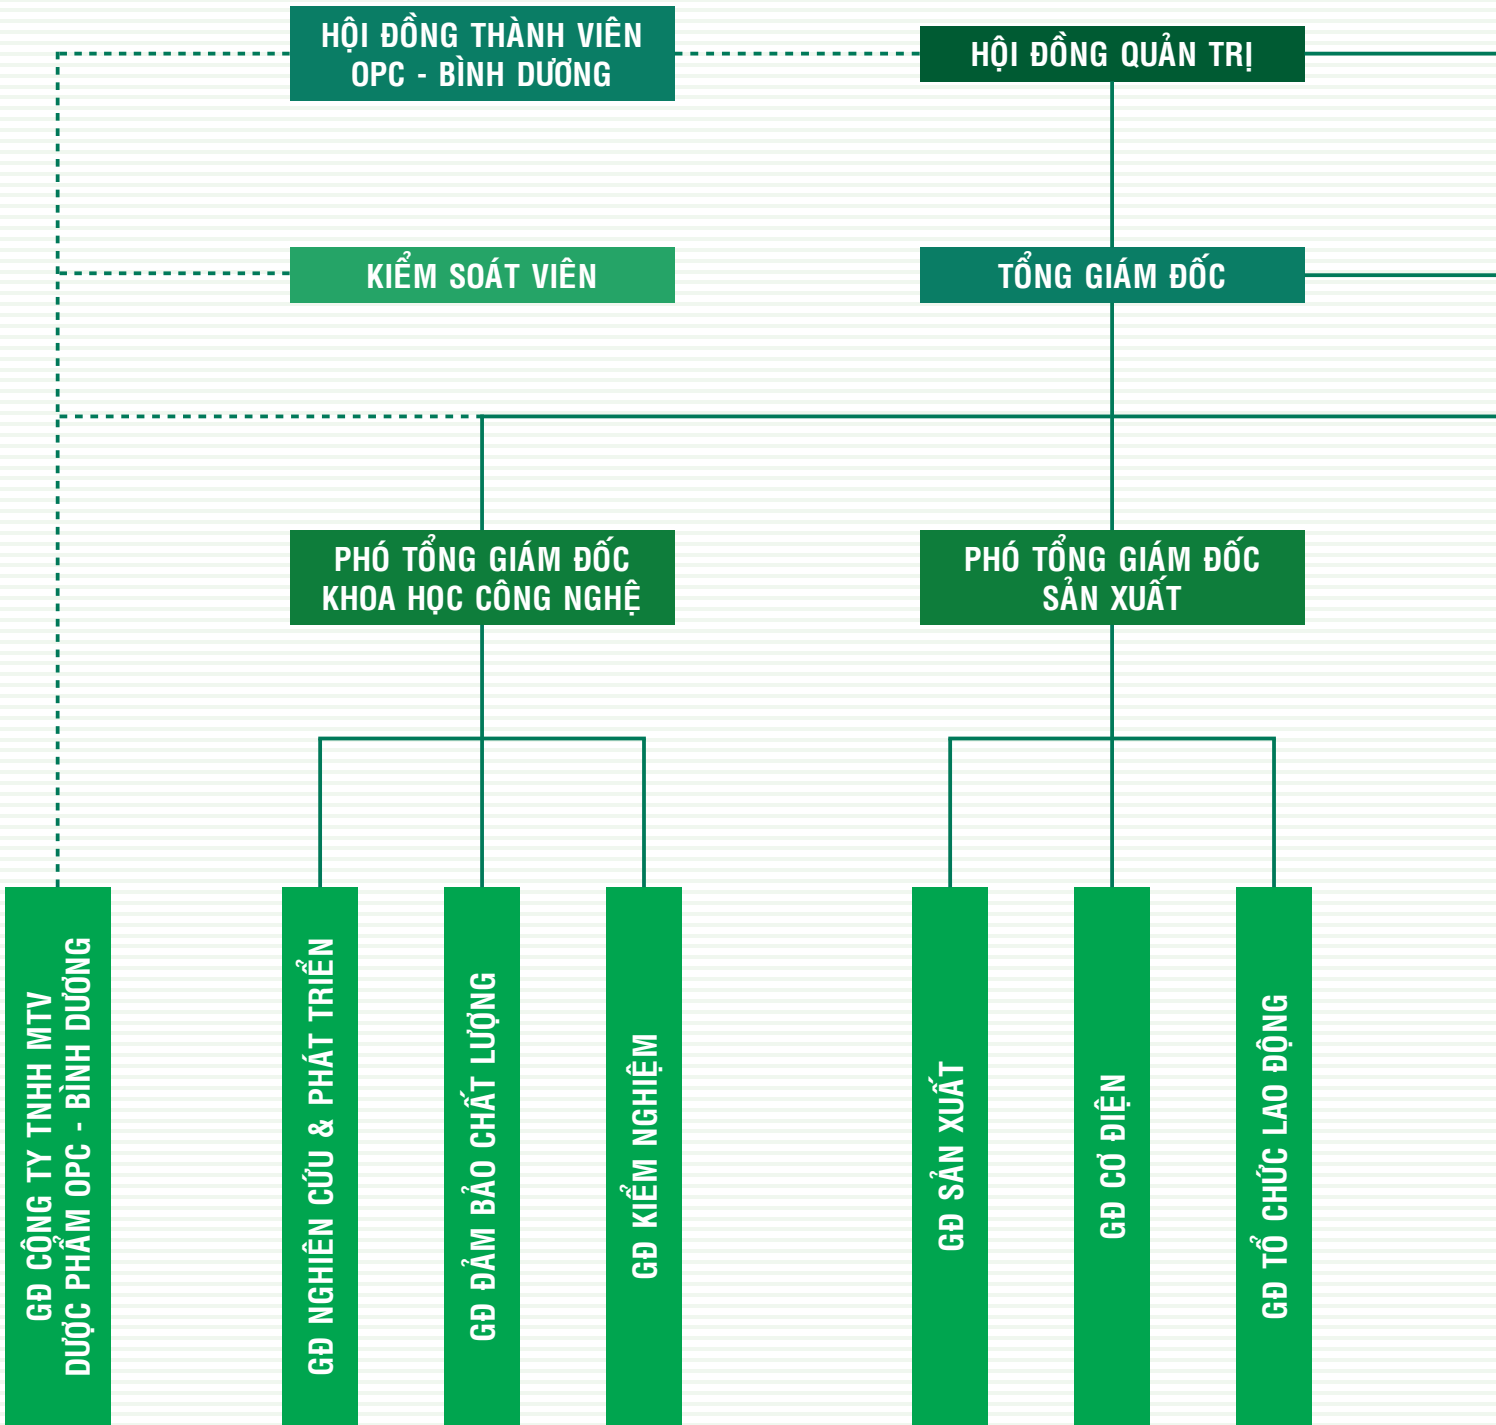 HỘI ĐỒNG THÀNH VIÊN
OPC - BÌNH DƯƠNG
HỘI ĐỒNG QUẢN TRỊ
KIỂM SOÁT VIÊN
TỔNG GIÁM ĐỐC
PHÓ TỔNG GIÁM ĐỐC
KHOA HỌC CÔNG NGHỆ
PHÓ TỔNG GIÁM ĐỐC
SẢN XUẤT
GĐ CÔNG TY TNHH MTV
DƯỢC PHẨM OPC - BÌNH DƯƠNG
GĐ NGHIÊN CỨU & PHÁT TRIỂN
GĐ ĐẢM BẢO CHẤT LƯỢNG
GĐ KIỂM NGHIỆM
GĐ SẢN XUẤT
GĐ CƠ ĐIỆN
GĐ TỔ CHỨC LAO ĐỘNG